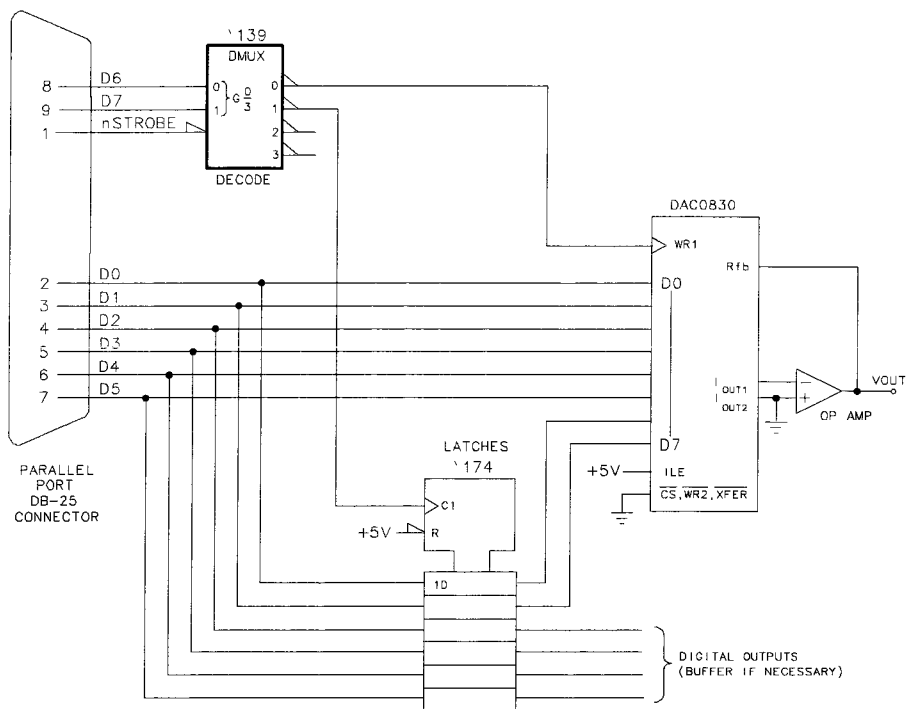 '139
DMUX
8 D6 0 G 0/3 0
9 D7 1 1
1 nSTROBE 2
3
DECODE
DAC0830
WR1
Rfb
2 D0 D0
3 D1
4 D2
5 D3
6 D4
7 D5
I OUT1 −
I OUT2 +
VOUT
OP AMP
D7
+5V ILE
CS, WR2, XFER
PARALLEL
PORT
DB-25
CONNECTOR
LATCHES
'174
C1
+5V R
1D
DIGITAL OUTPUTS
(BUFFER IF NECESSARY)